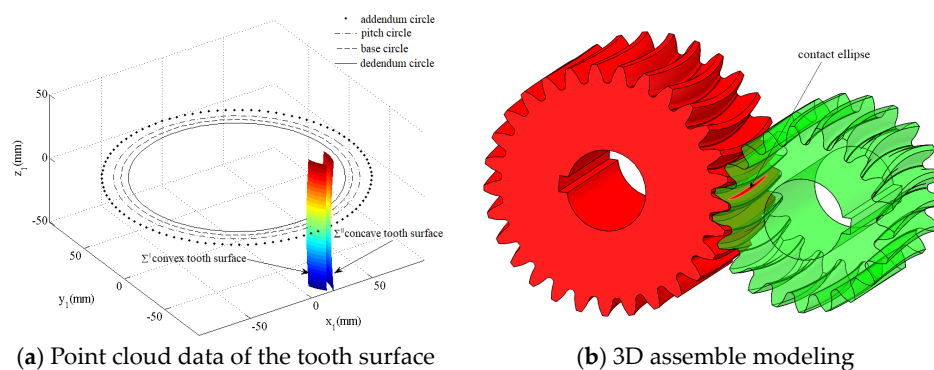 addendum circle
pitch circle
base circle
dedendum circle
50
0
-50
z₁(mm)
50
0
-50
y₁(mm)
-50
0
50
x₁(mm)
Σᴵ convex tooth surface
Σᴵᴵ concave tooth surface
contact ellipse
(a) Point cloud data of the tooth surface
(b) 3D assemble modeling